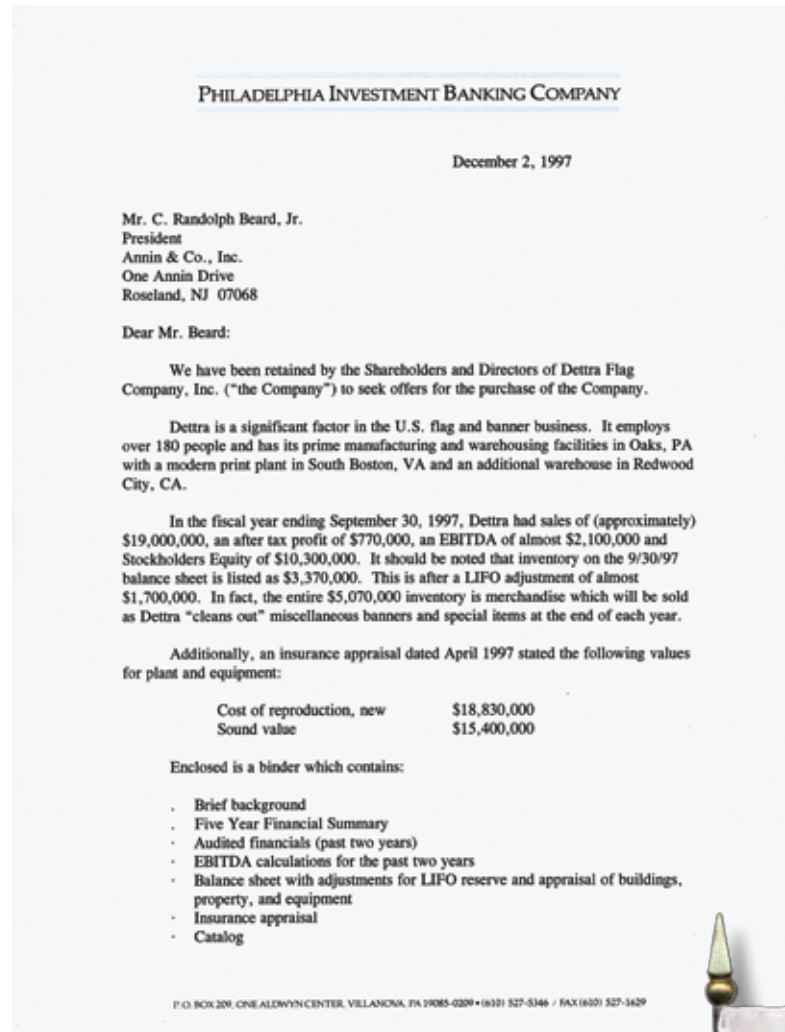 PHILADELPHIA INVESTMENT BANKING COMPANY
December 2, 1997
Mr. C. Randolph Beard, Jr.
President
Annin & Co., Inc.
One Annin Drive
Roseland, NJ 07068
Dear Mr. Beard:
We have been retained by the Shareholders and Directors of Dettra Flag
Company, Inc. ("the Company") to seek offers for the purchase of the Company.
Dettra is a significant factor in the U.S. flag and banner business. It employs
over 180 people and has its prime manufacturing and warehousing facilities in Oaks, PA
with a modern print plant in South Boston, VA and an additional warehouse in Redwood
City, CA.
In the fiscal year ending September 30, 1997, Dettra had sales of (approximately)
$19,000,000, an after tax profit of $770,000, an EBITDA of almost $2,100,000 and
Stockholders Equity of $10,300,000. It should be noted that inventory on the 9/30/97
balance sheet is listed as $3,370,000. This is after a LIFO adjustment of almost
$1,700,000. In fact, the entire $5,070,000 inventory is merchandise which will be sold
as Dettra "cleans out" miscellaneous banners and special items at the end of each year.
Additionally, an insurance appraisal dated April 1997 stated the following values
for plant and equipment:
Cost of reproduction, new $18,830,000
Sound value $15,400,000
Enclosed is a binder which contains:
. Brief background
. Five Year Financial Summary
· Audited financials (past two years)
· EBITDA calculations for the past two years
· Balance sheet with adjustments for LIFO reserve and appraisal of buildings,
property, and equipment
· Insurance appraisal
· Catalog
P.O. BOX 209, ONE ALDWYN CENTER, VILLANOVA, PA 19085-0209 • (610) 527-5346 / FAX (610) 527-1629